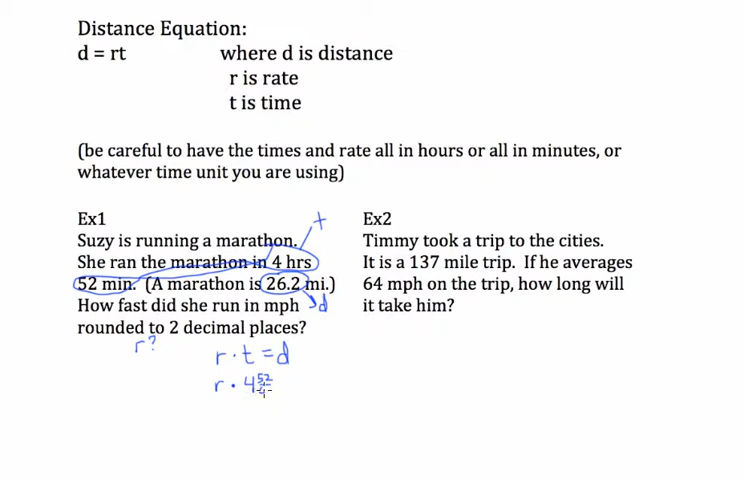 Distance Equation:
d = rt where d is distance
r is rate
t is time
(be careful to have the times and rate all in hours or all in minutes, or
whatever time unit you are using)
Ex1
Suzy is running a marathon.
She ran the marathon in 4 hrs
52 min. (A marathon is 26.2 mi.)
How fast did she run in mph
rounded to 2 decimal places?
t
d
r?
r · t = d
r · 4 52
Ex2
Timmy took a trip to the cities.
It is a 137 mile trip. If he averages
64 mph on the trip, how long will
it take him?